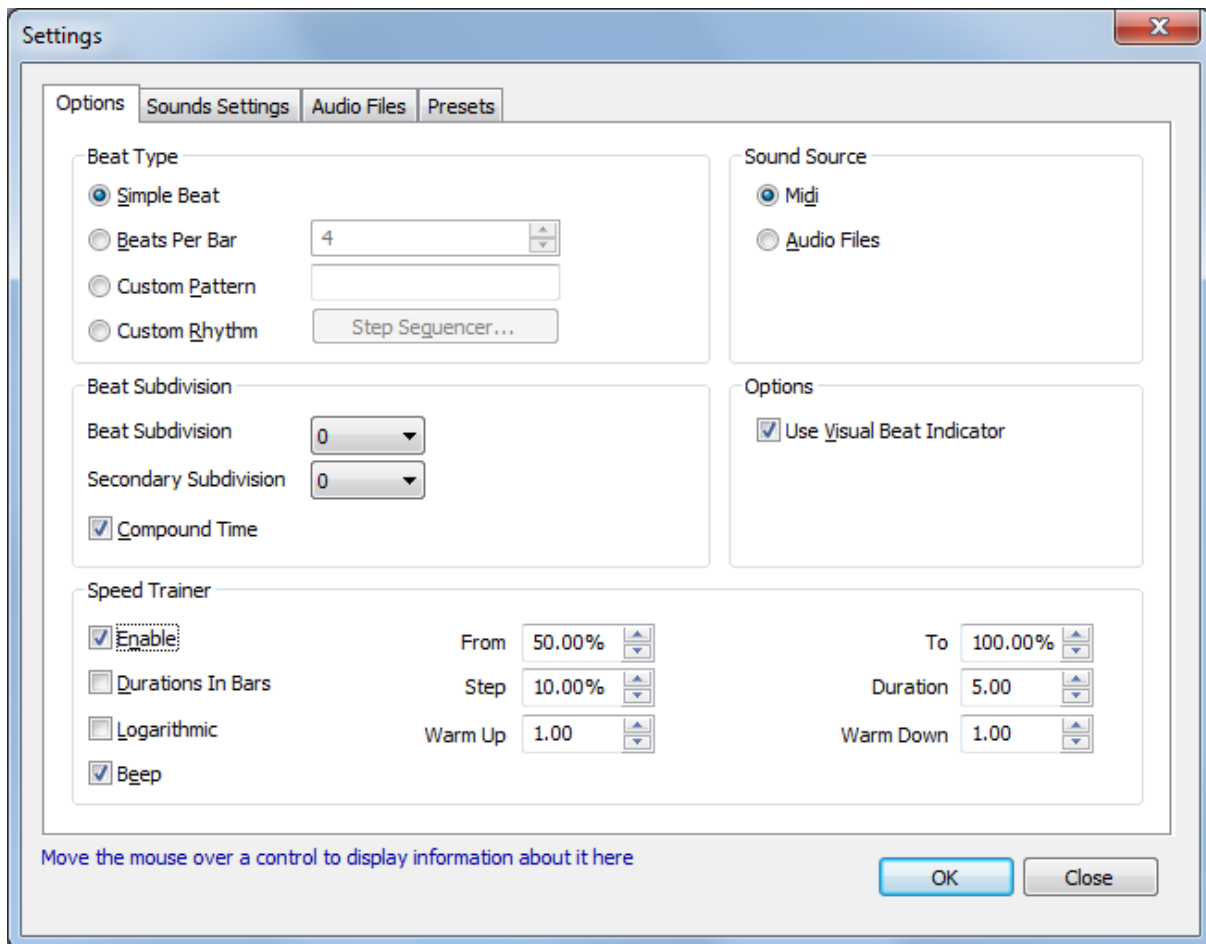 Settings
Options
Sounds Settings
Audio Files
Presets
Beat Type
Simple Beat
Beats Per Bar
4
Custom Pattern
Custom Rhythm
Step Sequencer...
Sound Source
Midi
Audio Files
Beat Subdivision
Beat Subdivision
0
Secondary Subdivision
0
Compound Time
Options
Use Visual Beat Indicator
Speed Trainer
Enable
From
50.00%
To
100.00%
Durations In Bars
Step
10.00%
Duration
5.00
Logarithmic
Warm Up
1.00
Warm Down
1.00
Beep
Move the mouse over a control to display information about it here
OK
Close